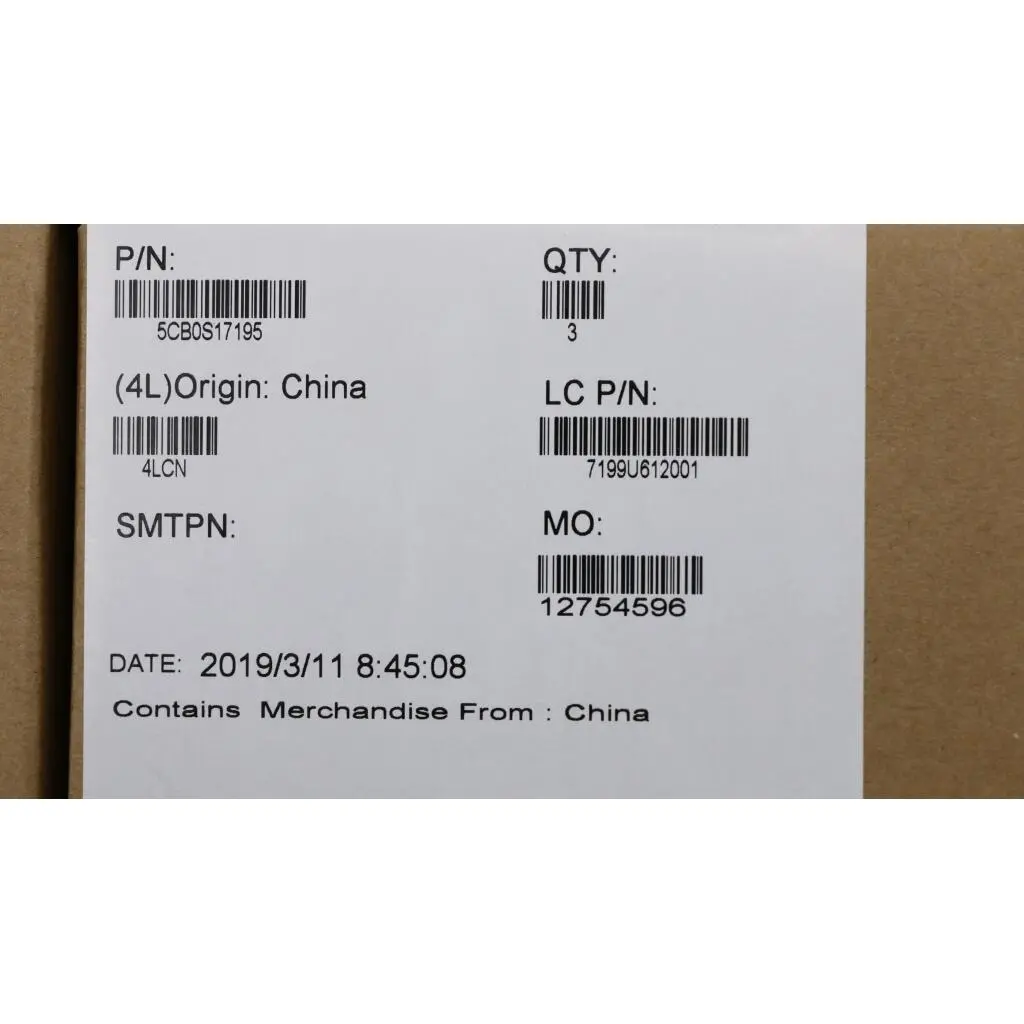 P/N:
QTY:
5CB0S17195
3
(4L)Origin: China
LC P/N:
4LCN
7199U612001
SMTPN:
MO:
12754596
DATE: 2019/3/11 8:45:08
Contains Merchandise From : China